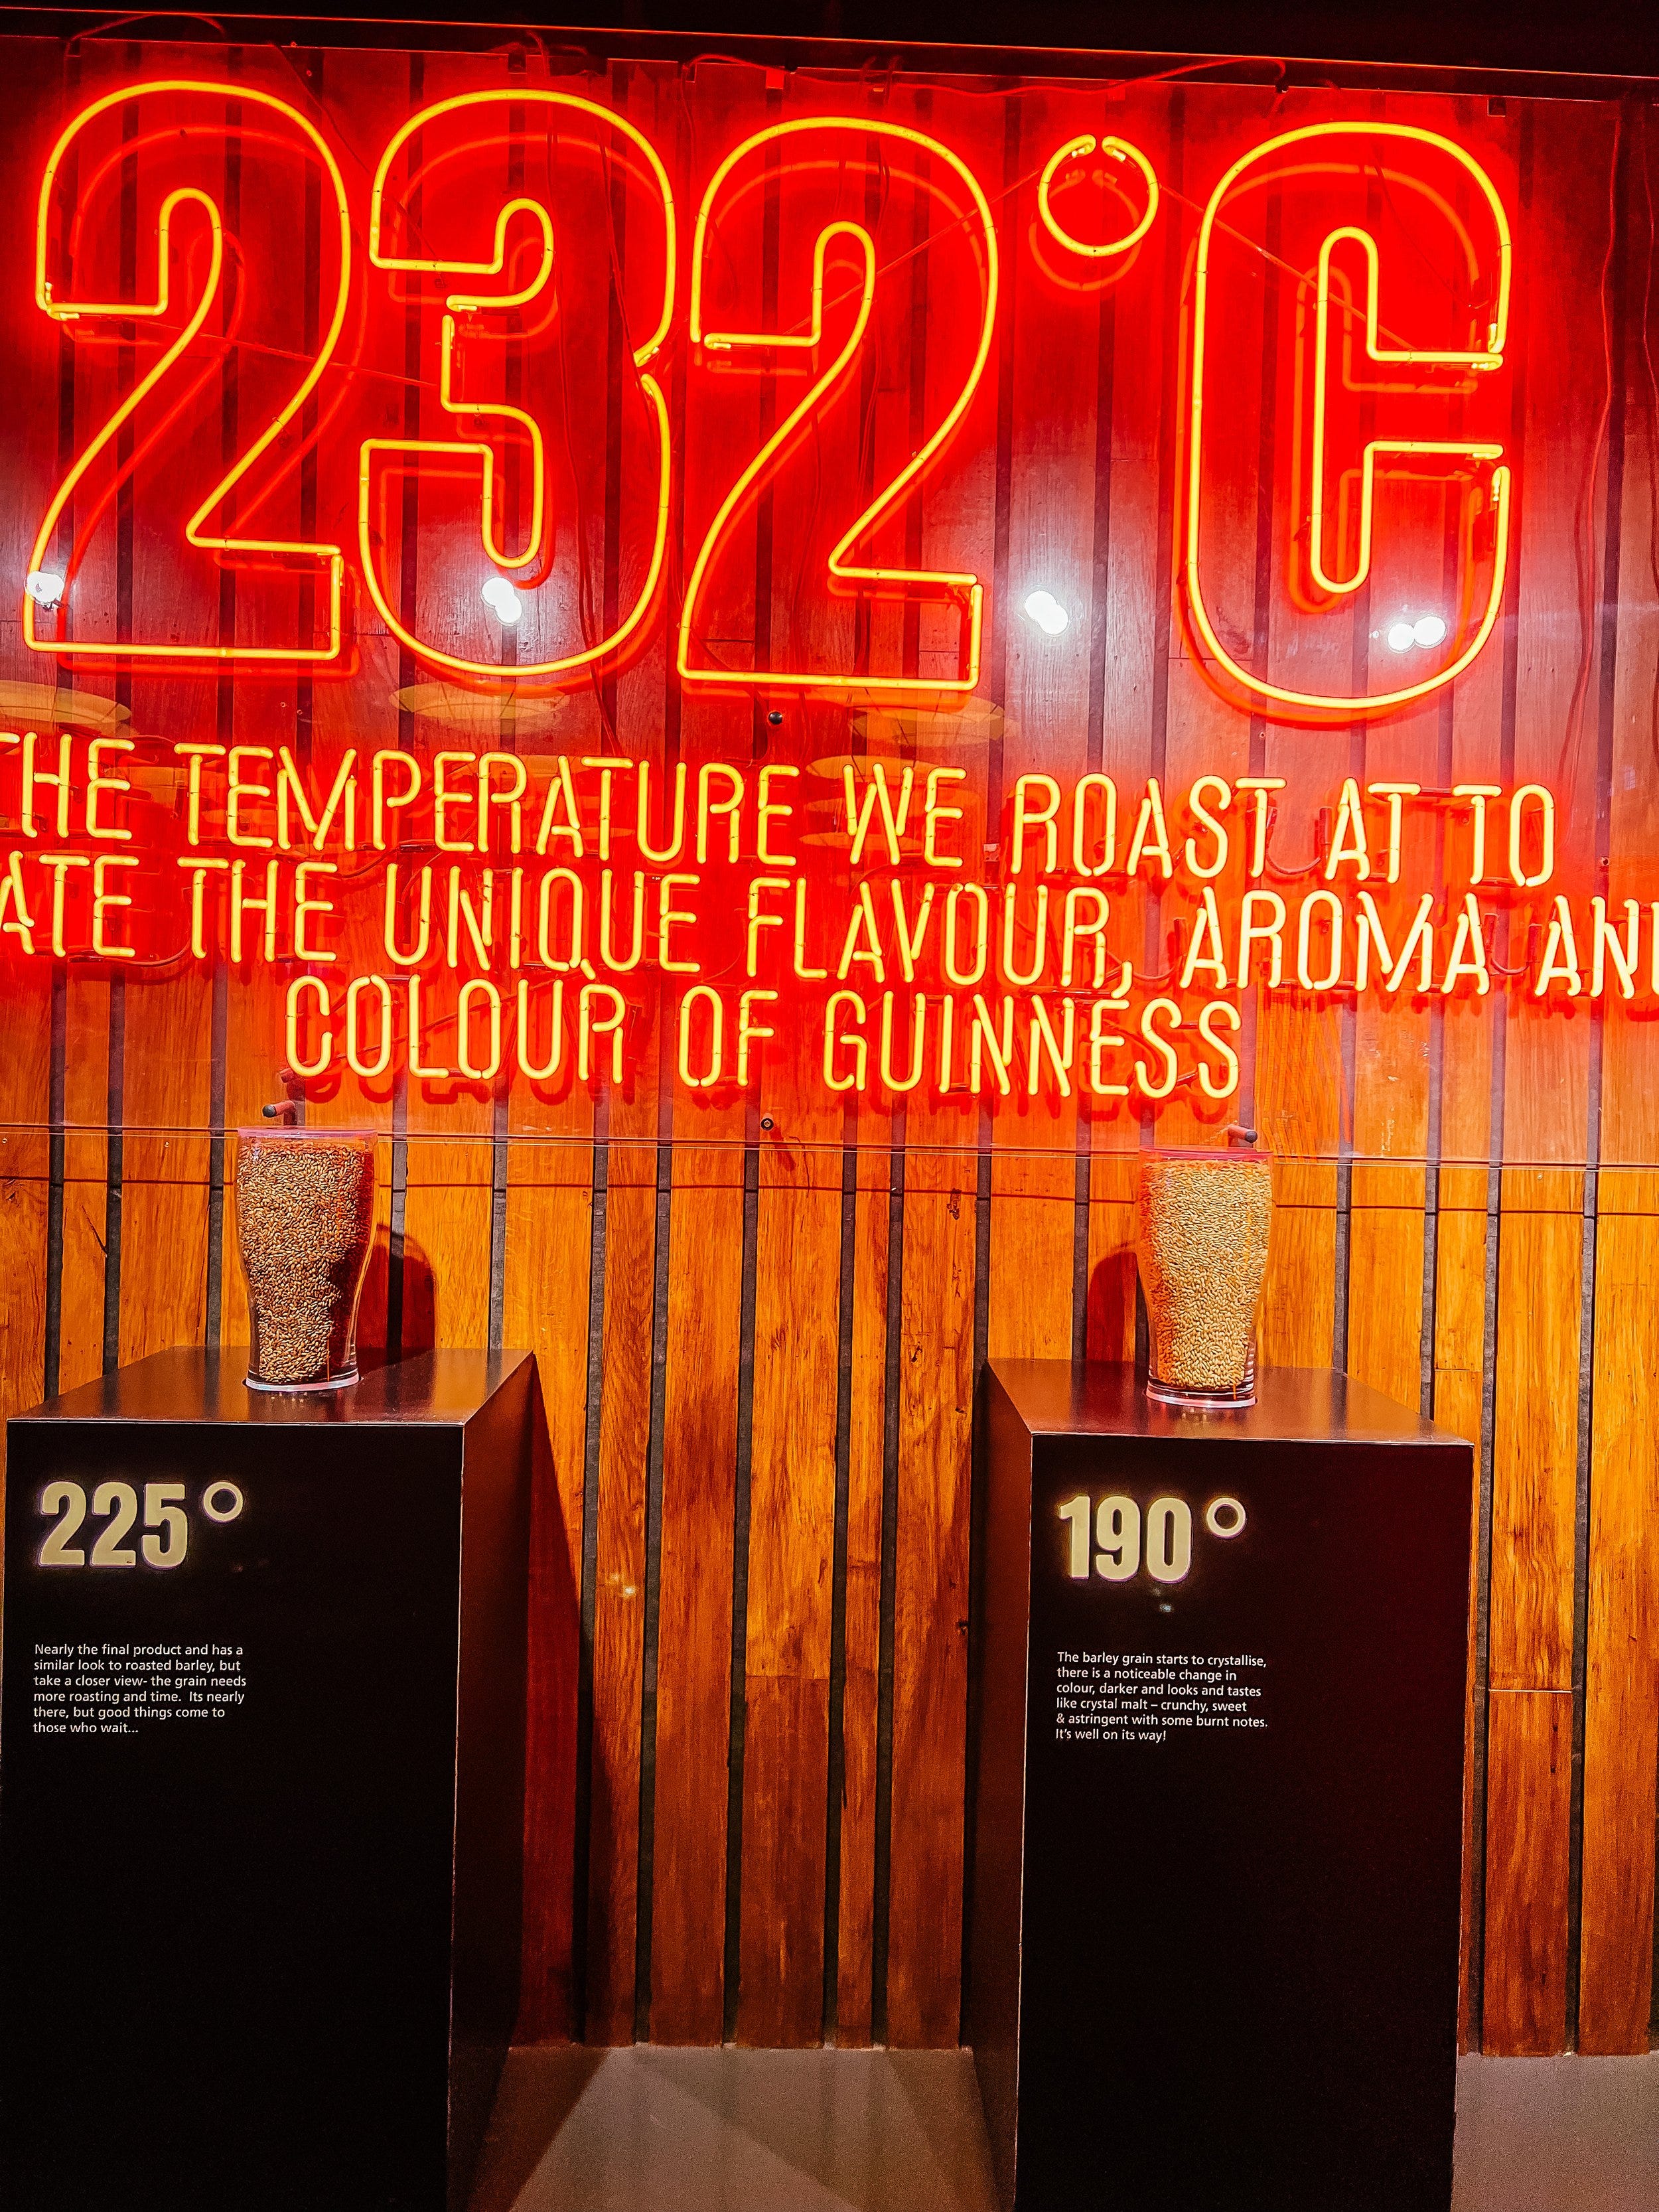 232°C
THE TEMPERATURE WE ROAST AT TO
ATE THE UNIQUE FLAVOUR, AROMA AND
COLOUR OF GUINNESS
225°
Nearly the final product and has a
similar look to roasted barley, but
take a closer view- the grain needs
more roasting and time. Its nearly
there, but good things come to
those who wait...
190°
The barley grain starts to crystallise,
there is a noticeable change in
colour, darker and looks and tastes
like crystal malt – crunchy, sweet
& astringent with some burnt notes.
It's well on its way!